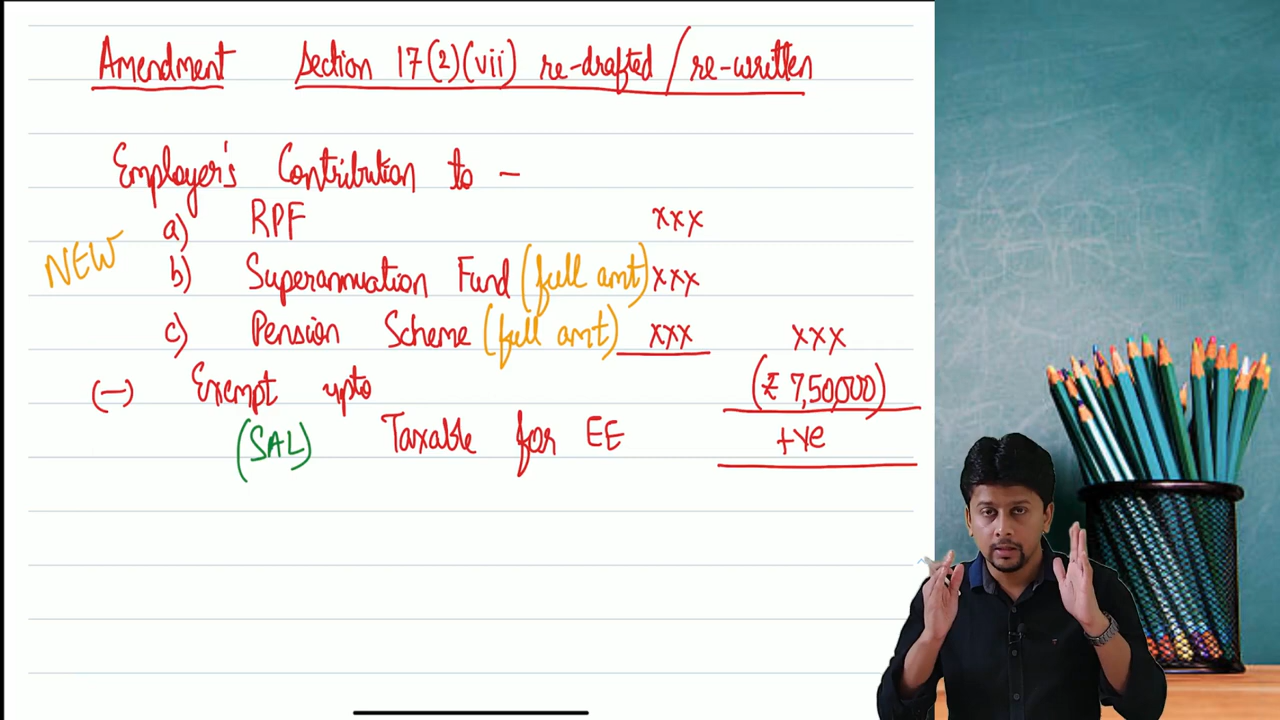 Amendment Section 17(2)(vii) re-drafted / re-written
Employer's Contribution to -
a) RPF xxx
NEW b) Superannuation Fund (full amt) xxx
c) Pension Scheme (full amt) xxx xxx
(-) Exempt upto (₹ 7,50,000)
(SAL) Taxable for EE +ve